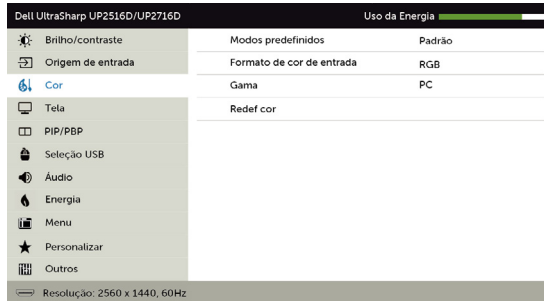 Dell UltraSharp UP2516D/UP2716D Uso da Energia
Brilho/contraste
Origem de entrada
Cor
Tela
PIP/PBP
Seleção USB
Áudio
Energia
Menu
Personalizar
Outros
Modos predefinidos Padrão
Formato de cor de entrada RGB
Gama PC
Redef cor
Resolução: 2560 x 1440, 60Hz